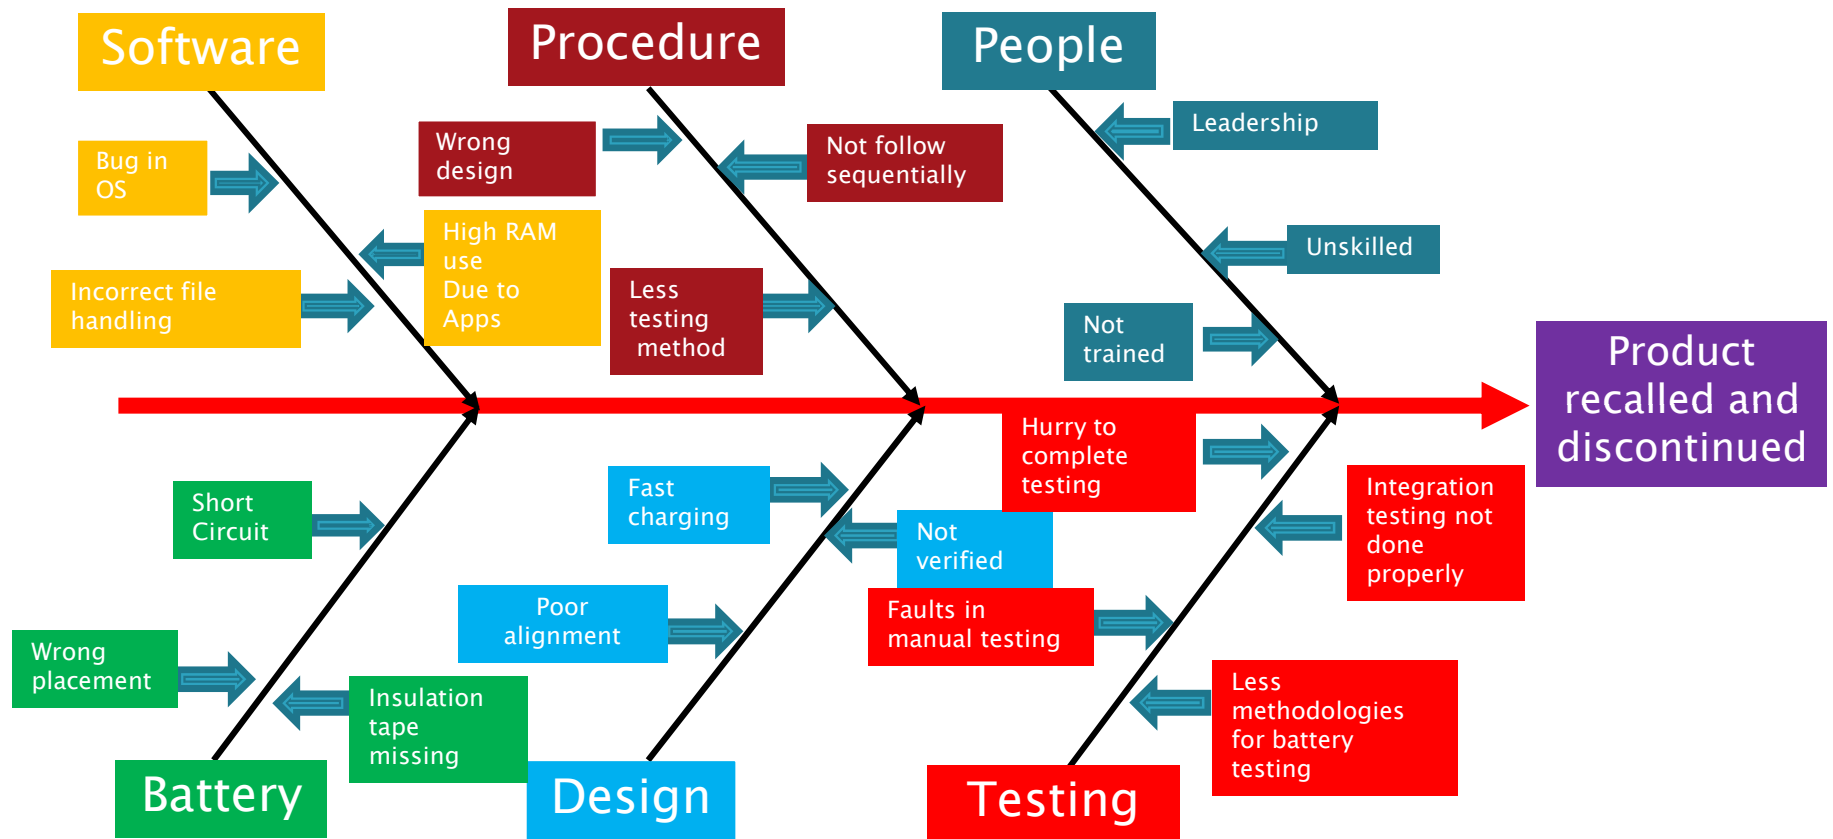 Software
Procedure
People
Bug in
OS
Wrong
design
Not follow
sequentially
Leadership
High RAM
use
Due to
Apps
Unskilled
Incorrect file
handling
Less
testing
method
Not
trained
Product
recalled and
discontinued
Hurry to
complete
testing
Short
Circuit
Fast
charging
Not
verified
Integration
testing not
done
properly
Poor
alignment
Faults in
manual testing
Wrong
placement
Insulation
tape
missing
Less
methodologies
for battery
testing
Battery
Design
Testing